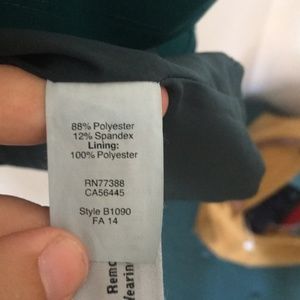 88% Polyester
12% Spandex
Lining:
100% Polyester
RN77388
CA56445
Style B1090
FA 14